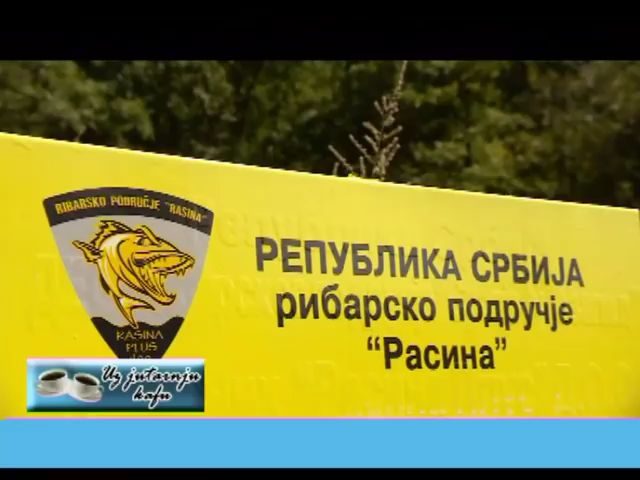 RIBARSKO PODRUČJE "RASINA"
РЕПУБЛИКА СРБИЈА
рибарско подручје
“Расина”
RASINA
PLUS
Uz jutarnju
kafu